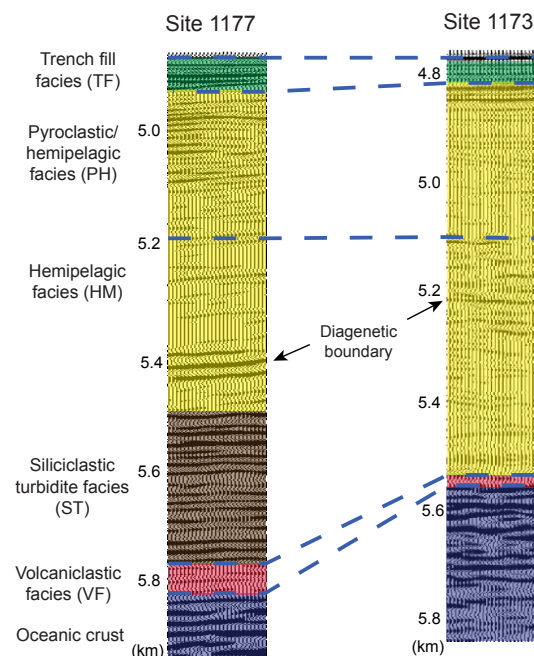 Site 1177
Site 1173
Trench fill
facies (TF)
4.8
Pyroclastic/
hemipelagic
facies (PH)
5.0
5.0
5.2
Hemipelagic
facies (HM)
5.2
Diagenetic
boundary
5.4
5.4
Siliciclastic
turbidite facies
(ST)
5.6
5.6
Volcaniclastic
facies (VF)
5.8
5.8
Oceanic crust
(km)
(km)